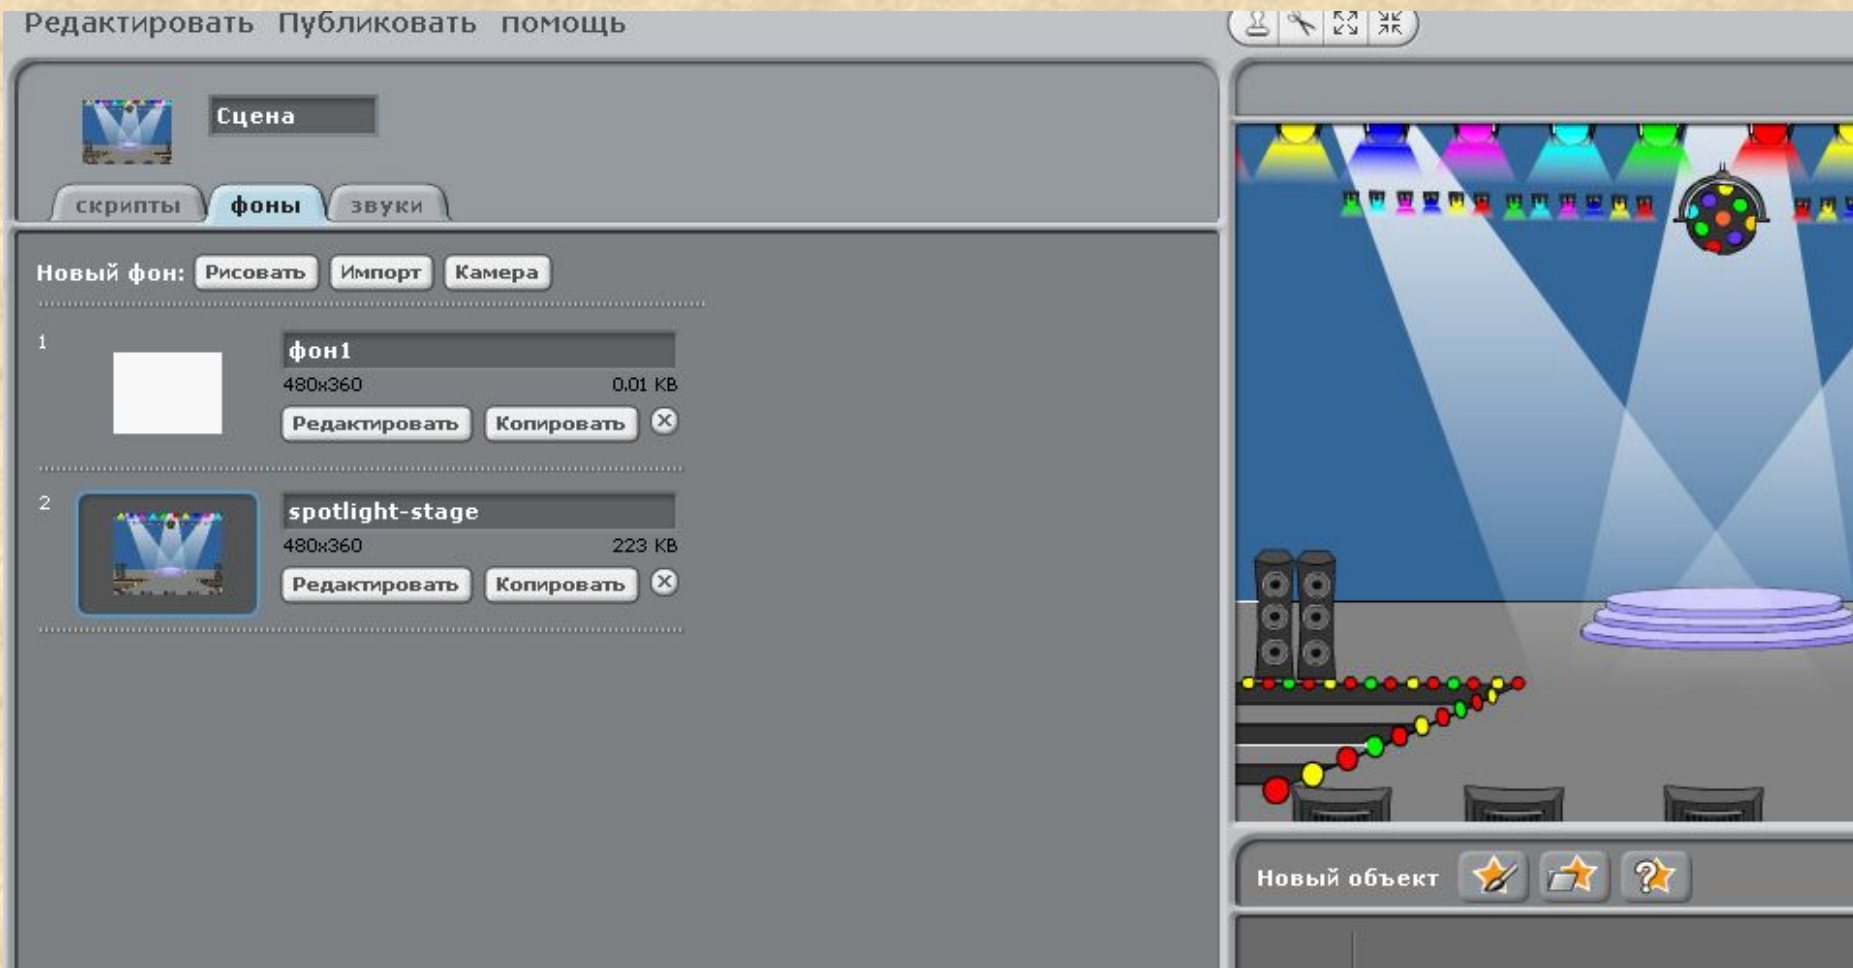 Редактировать Публиковать помощь
Сцена
скрипты фоны звуки
Новый фон: Рисовать Импорт Камера
1
фон1
480x360 0.01 KB
Редактировать Копировать
2
spotlight-stage
480x360 223 KB
Редактировать Копировать
Новый объект